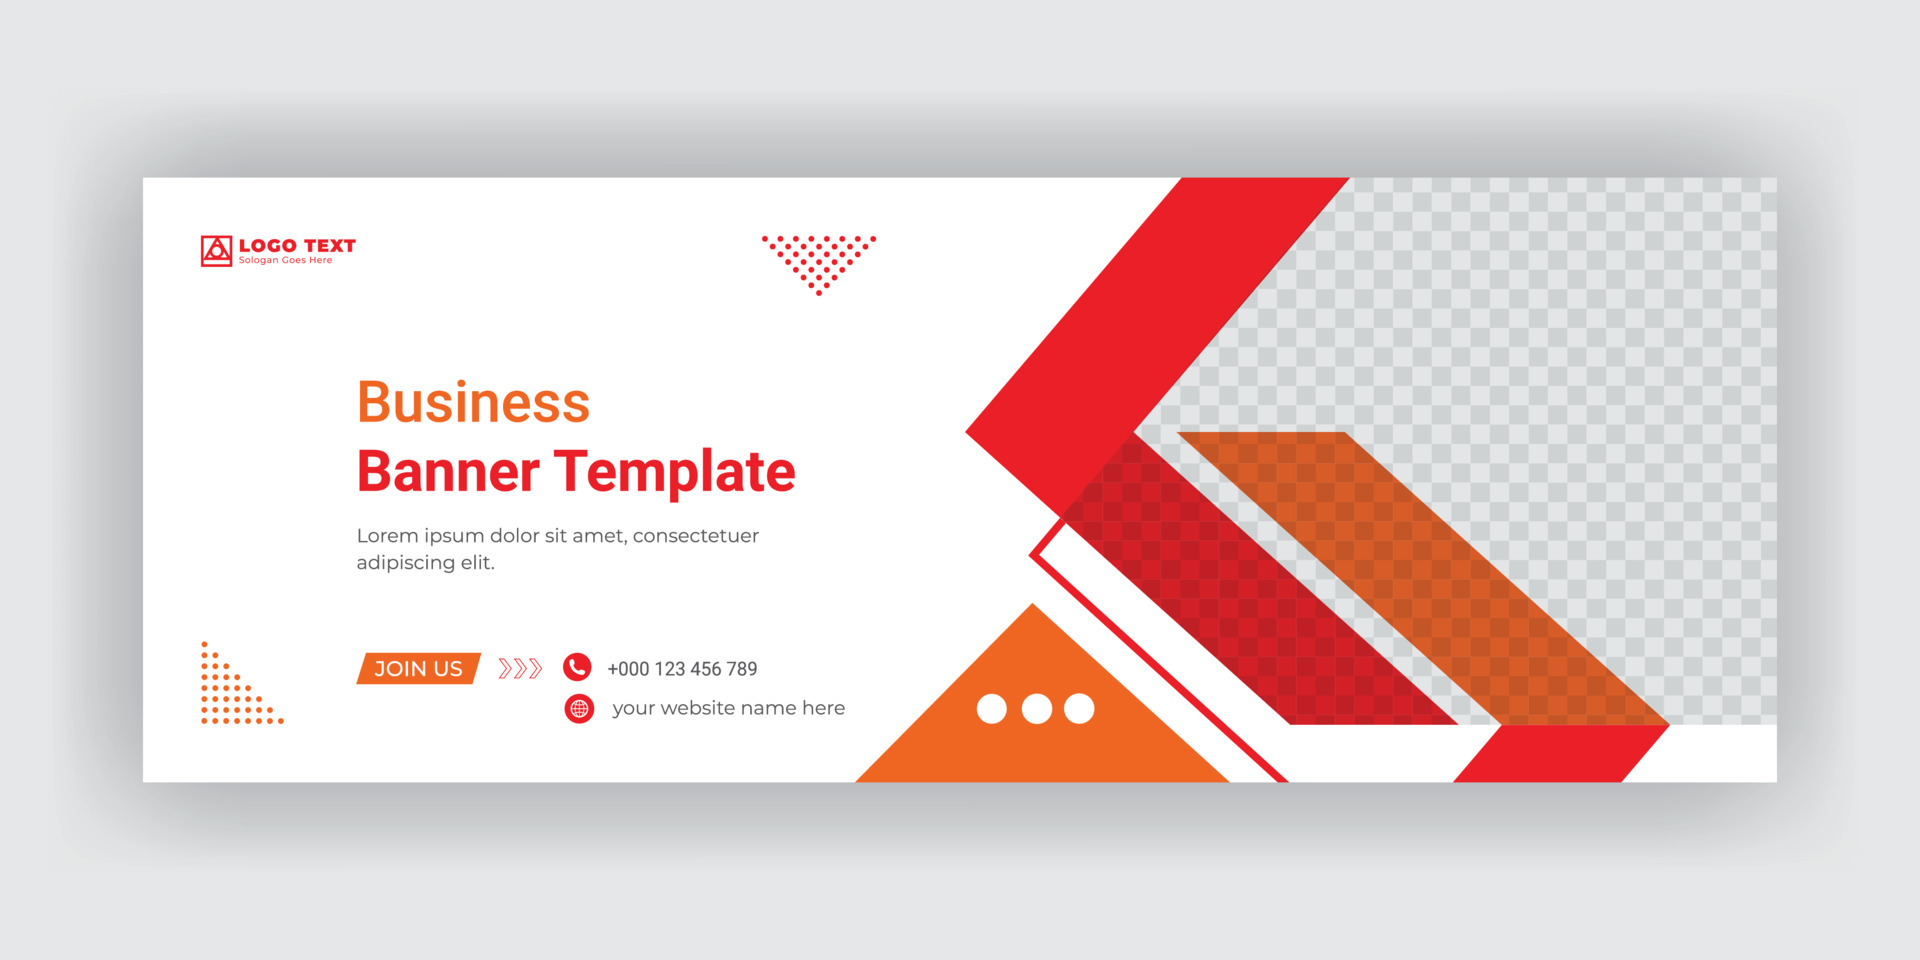 LOGO TEXT
Sologan Goes Here
Business
Banner Template
Lorem ipsum dolor sit amet, consectetuer
adipiscing elit.
JOIN US
+000 123 456 789
your website name here